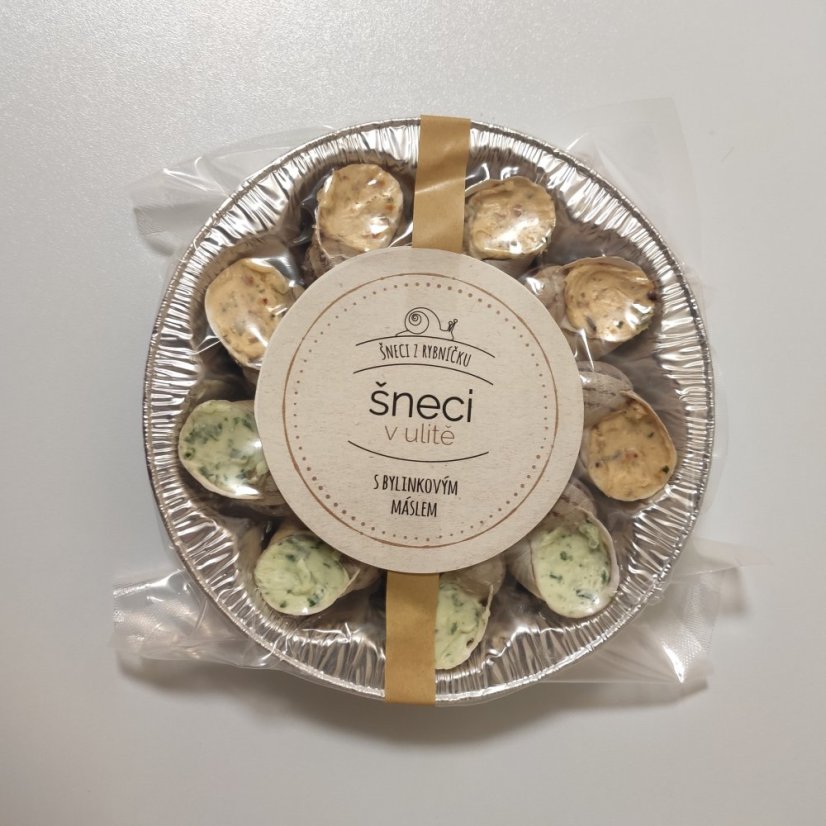 ŠNECI Z RYBNÍČKU
šneci
v ulitě
S BYLINKOVÝM
MÁSLEM